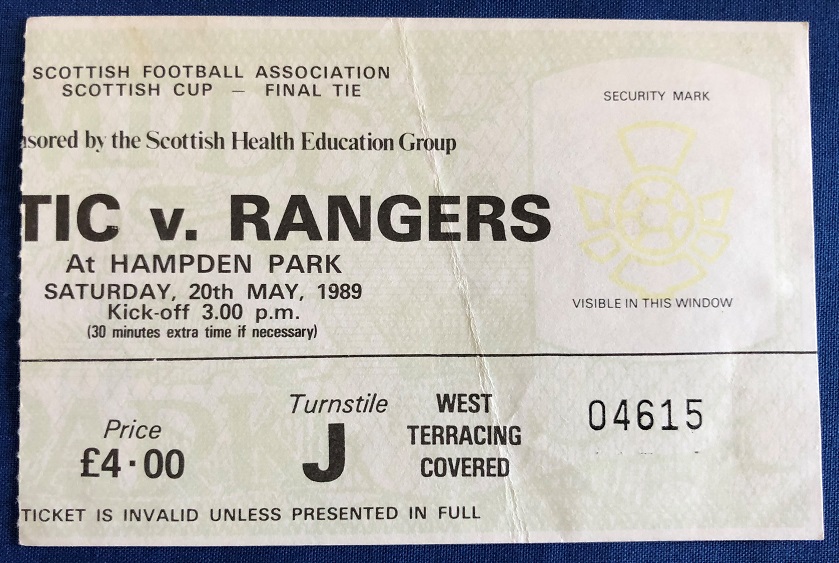 SCOTTISH FOOTBALL ASSOCIATION
SCOTTISH CUP — FINAL TIE
SECURITY MARK
nsored by the Scottish Health Education Group
TIC v. RANGERS
At HAMPDEN PARK
SATURDAY, 20th MAY, 1989
Kick-off 3.00 p.m.
(30 minutes extra time if necessary)
VISIBLE IN THIS WINDOW
Price
£4·00
Turnstile
J
WEST
TERRACING
COVERED
04615
TICKET IS INVALID UNLESS PRESENTED IN FULL